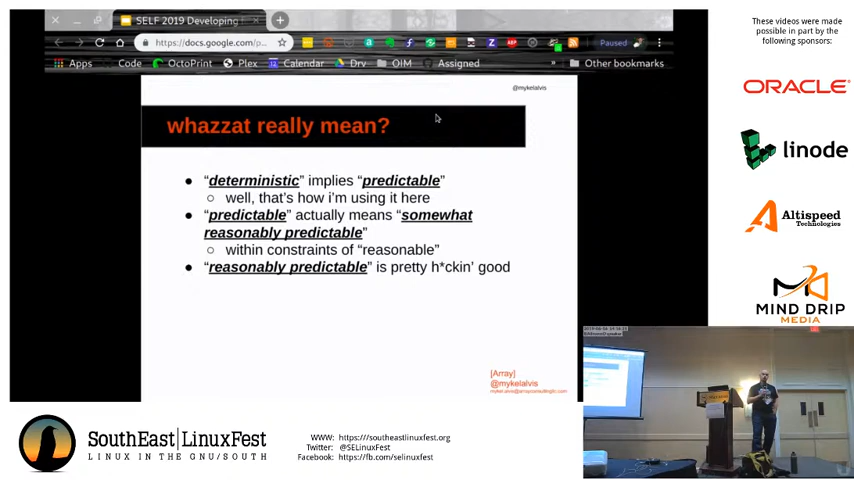 SELF 2019 Developing
https://docs.google.com/p...
Paused
Apps
Code
OctoPrint
Plex
Calendar
Drv
OIM
Assigned
»
Other bookmarks
@mykelalvis
whazzat really mean?
● “deterministic” implies “predictable”
○ well, that’s how i’m using it here
● “predictable” actually means “somewhat
reasonably predictable”
○ within constraints of “reasonable”
● “reasonably predictable” is pretty h*ckin’ good
[Array]
@mykelalvis
These videos were made
possible in part by the
following sponsors:
ORACLE
linode
Altispeed
Technologies
MIND DRIP
MEDIA
SouthEast|LinuxFest
LINUX IN THE GNU/SOUTH
WWW: https:///southeastlinuxfest.org
Twitter: @SELinuxFest
Facebook: https://fb.com/selinuxfest